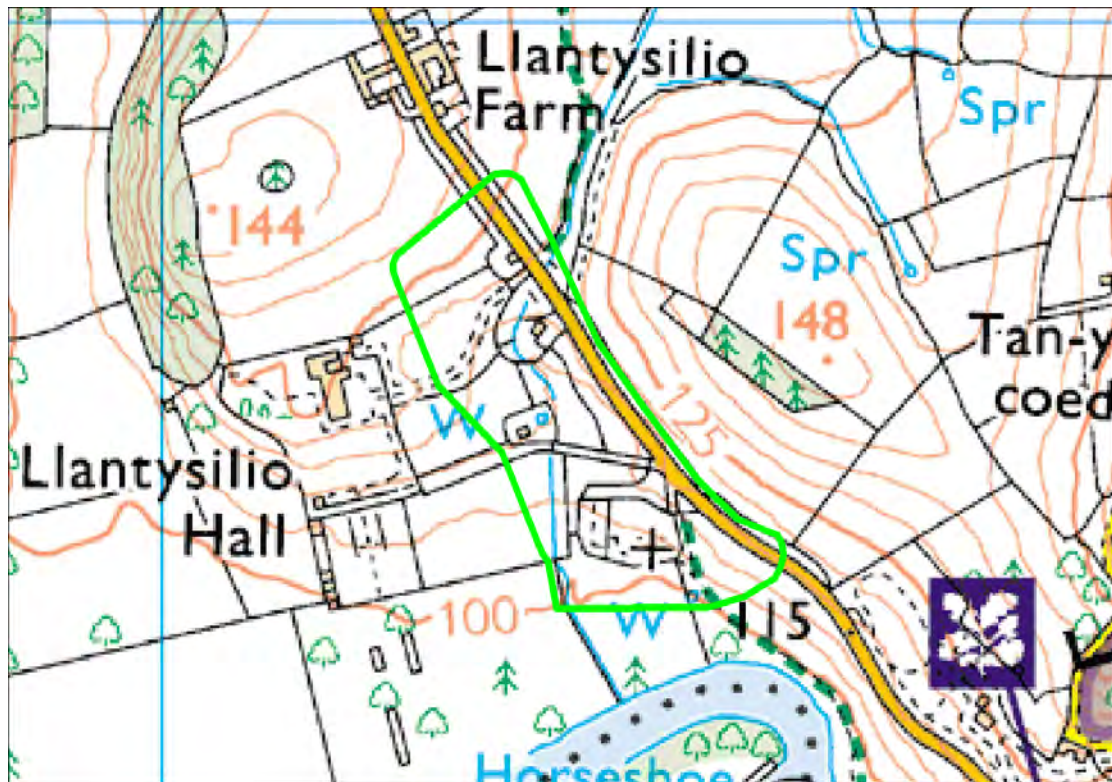 Llantysilio
Farm
Spr
144
Spr
148
Tan-y
coed
125
W
Llantysilio
Hall
100
W
115
Horseshoe